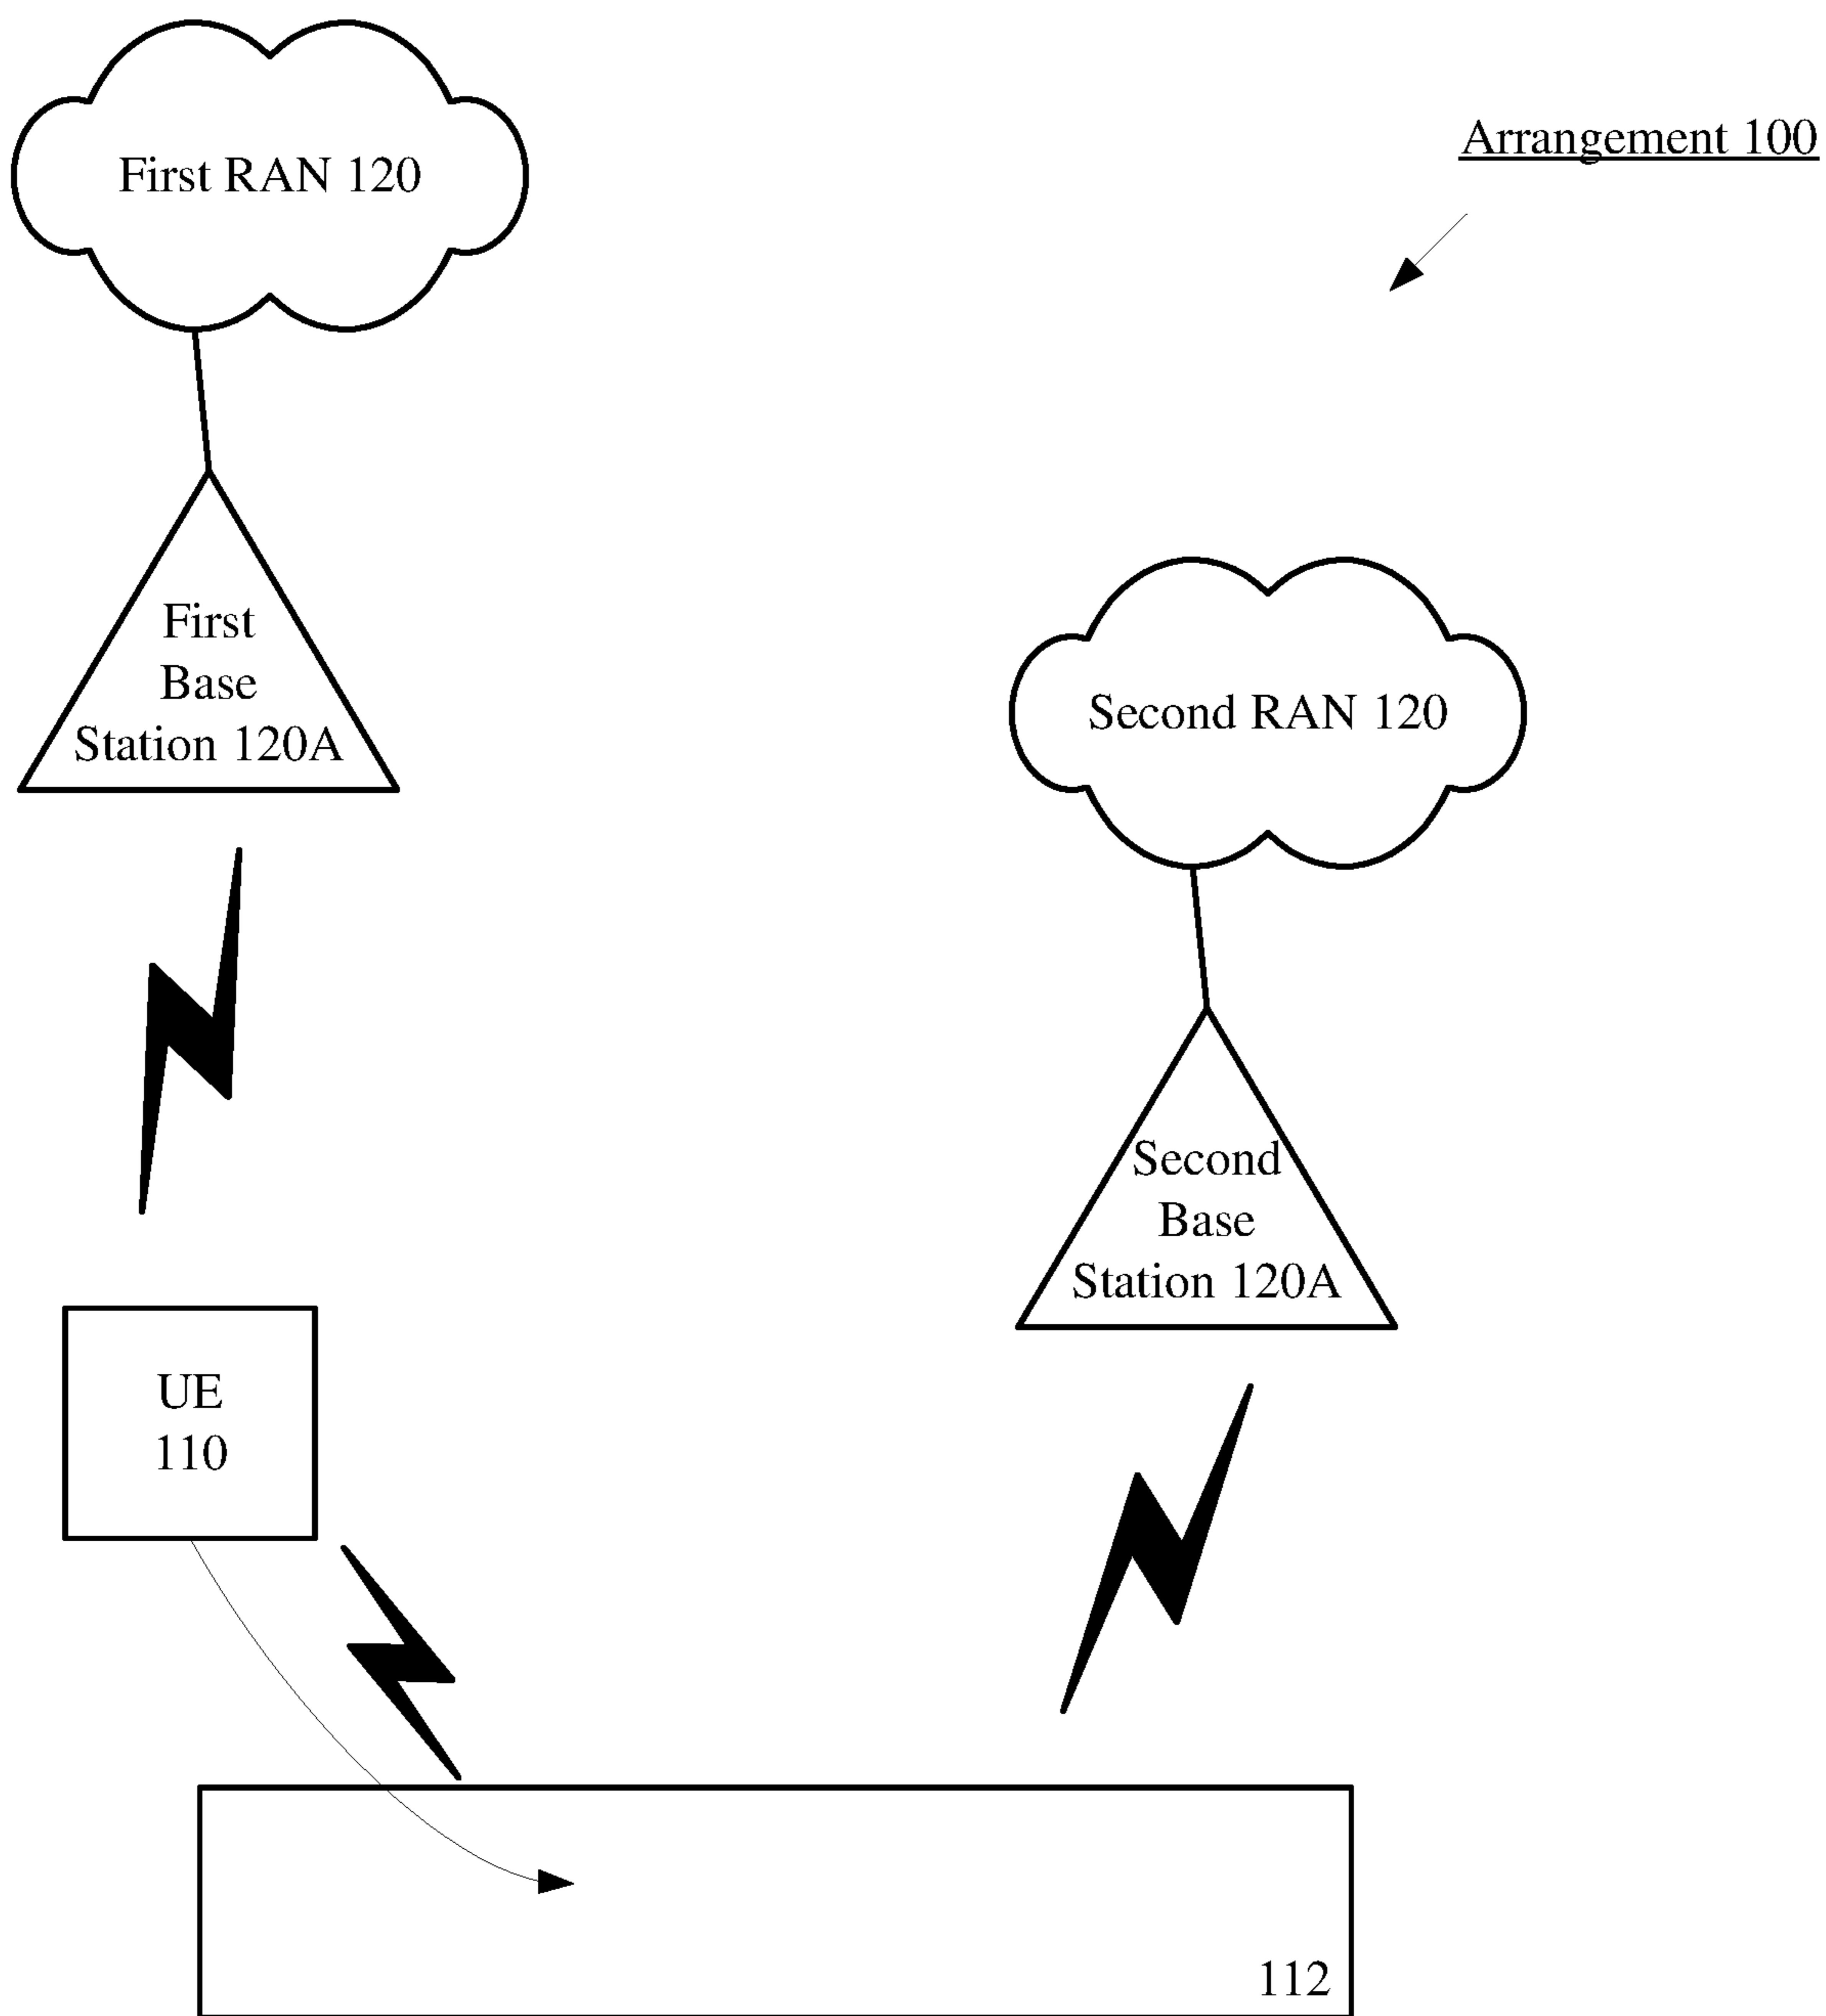 First RAN 120
Arrangement 100
First
Base
Station 120A
Second RAN 120
Second
Base
Station 120A
UE
110
112